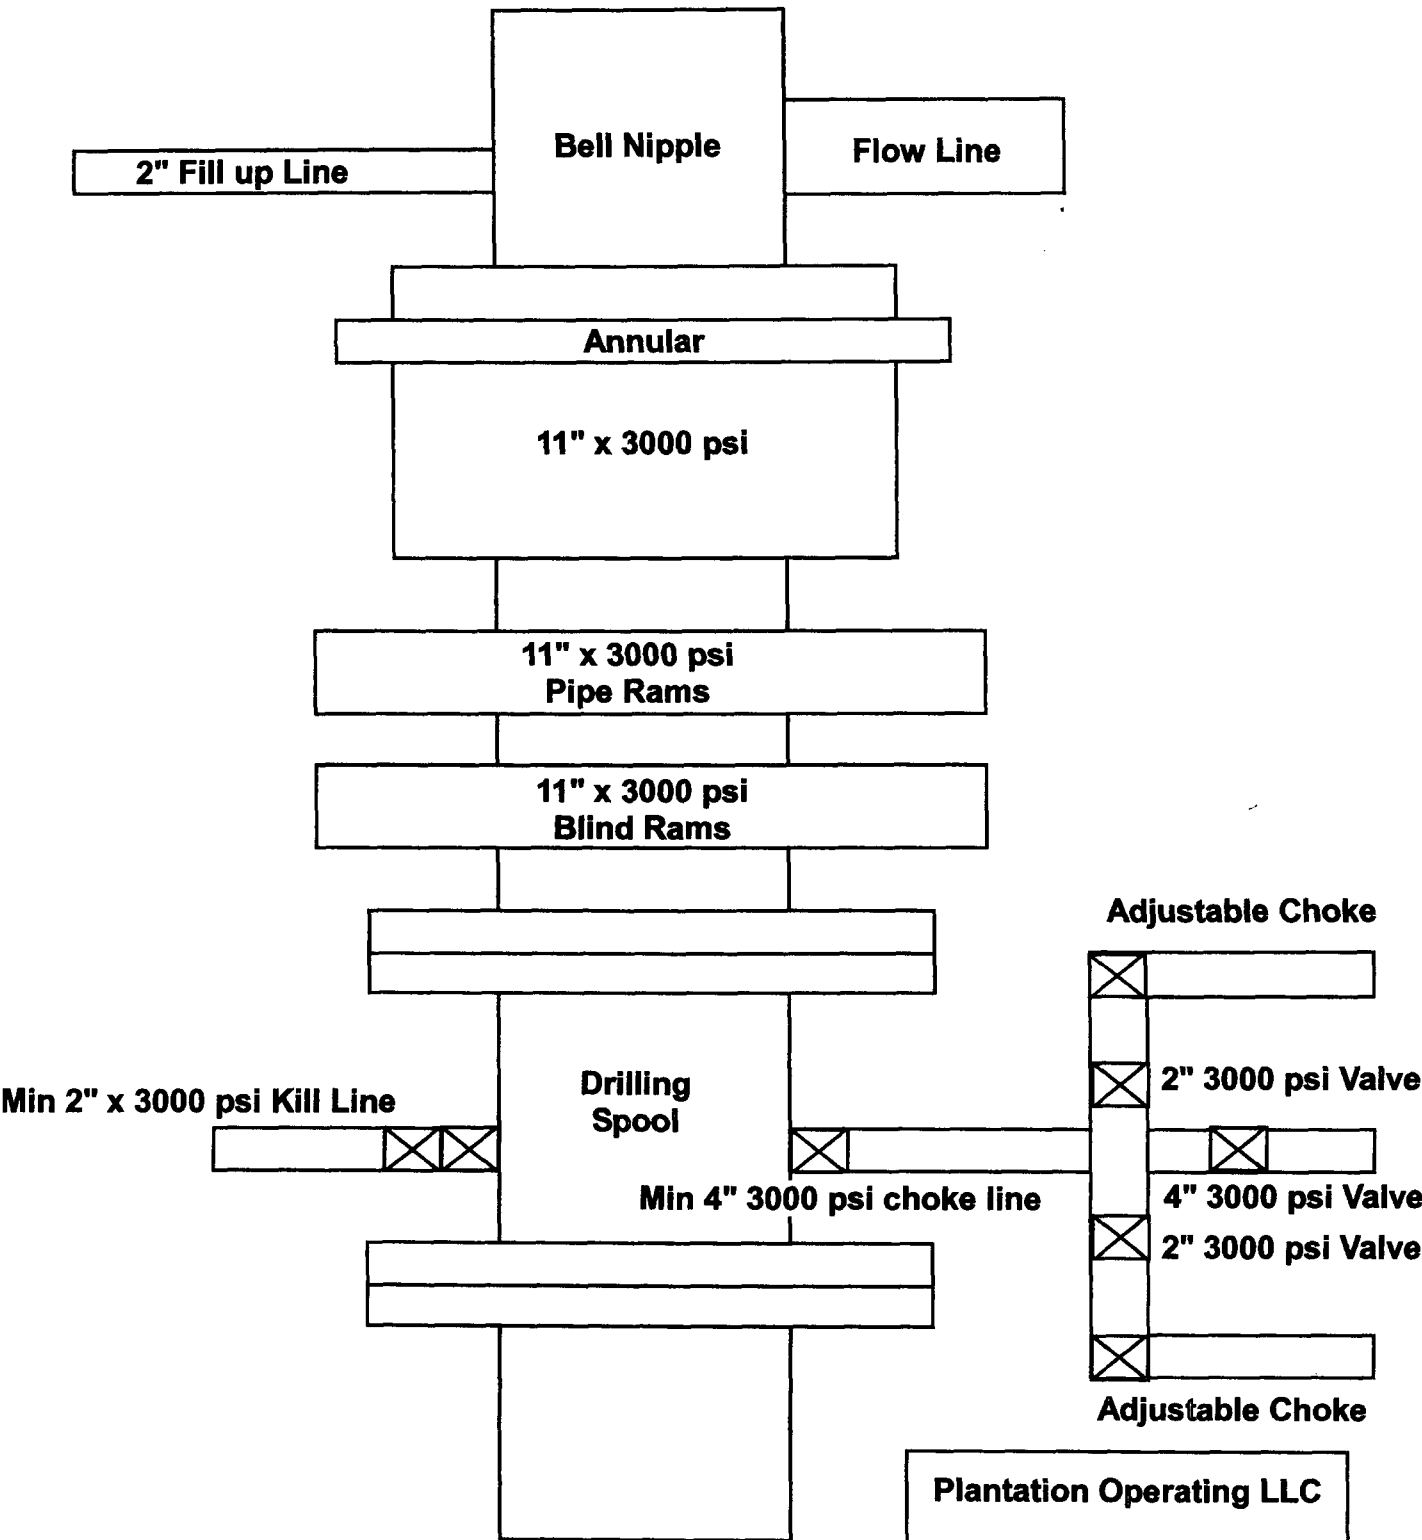 Bell Nipple
Flow Line
2" Fill up Line
Annular
11" x 3000 psi
11" x 3000 psi
Pipe Rams
11" x 3000 psi
Blind Rams
Adjustable Choke
2" 3000 psi Valve
Drilling
Spool
Min 2" x 3000 psi Kill Line
Min 4" 3000 psi choke line
4" 3000 psi Valve
2" 3000 psi Valve
Adjustable Choke
Plantation Operating LLC